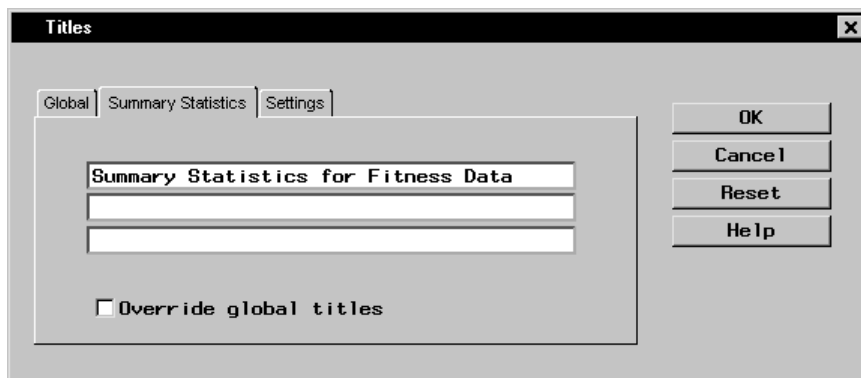 Titles
Global
Summary Statistics
Settings
Summary Statistics for Fitness Data
Override global titles
OK
Cancel
Reset
Help